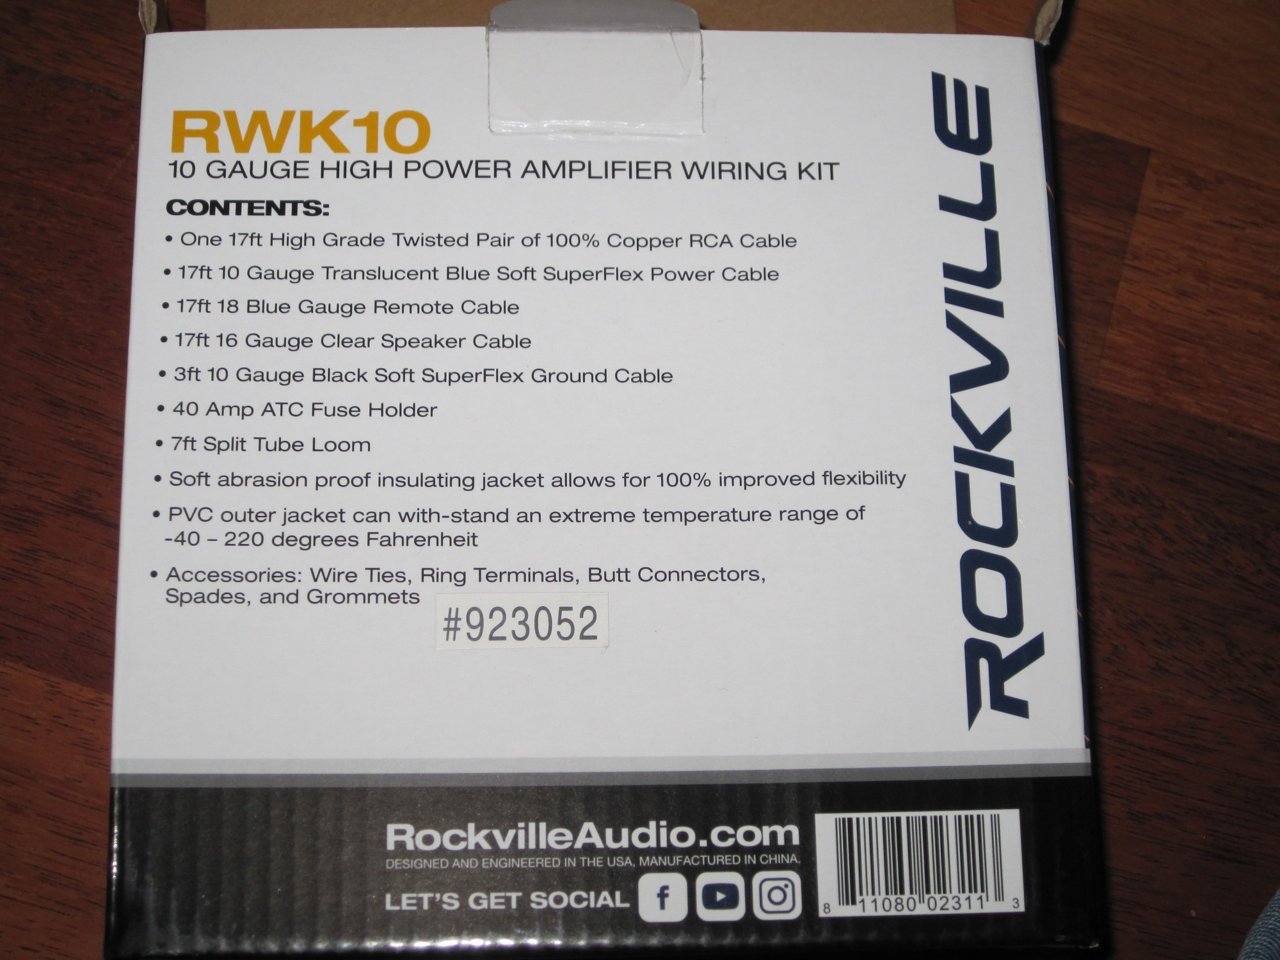 RWK10
10 GAUGE HIGH POWER AMPLIFIER WIRING KIT
CONTENTS:
• One 17ft High Grade Twisted Pair of 100% Copper RCA Cable
• 17ft 10 Gauge Translucent Blue Soft SuperFlex Power Cable
• 17ft 18 Blue Gauge Remote Cable
• 17ft 16 Gauge Clear Speaker Cable
• 3ft 10 Gauge Black Soft SuperFlex Ground Cable
• 40 Amp ATC Fuse Holder
• 7ft Split Tube Loom
• Soft abrasion proof insulating jacket allows for 100% improved flexibility
• PVC outer jacket can with-stand an extreme temperature range of
-40 – 220 degrees Fahrenheit
• Accessories: Wire Ties, Ring Terminals, Butt Connectors,
Spades, and Grommets
#923052
ROCKVILLE
RockvilleAudio.com
DESIGNED AND ENGINEERED IN THE USA, MANUFACTURED IN CHINA.
LET'S GET SOCIAL
8 11080 02311 3